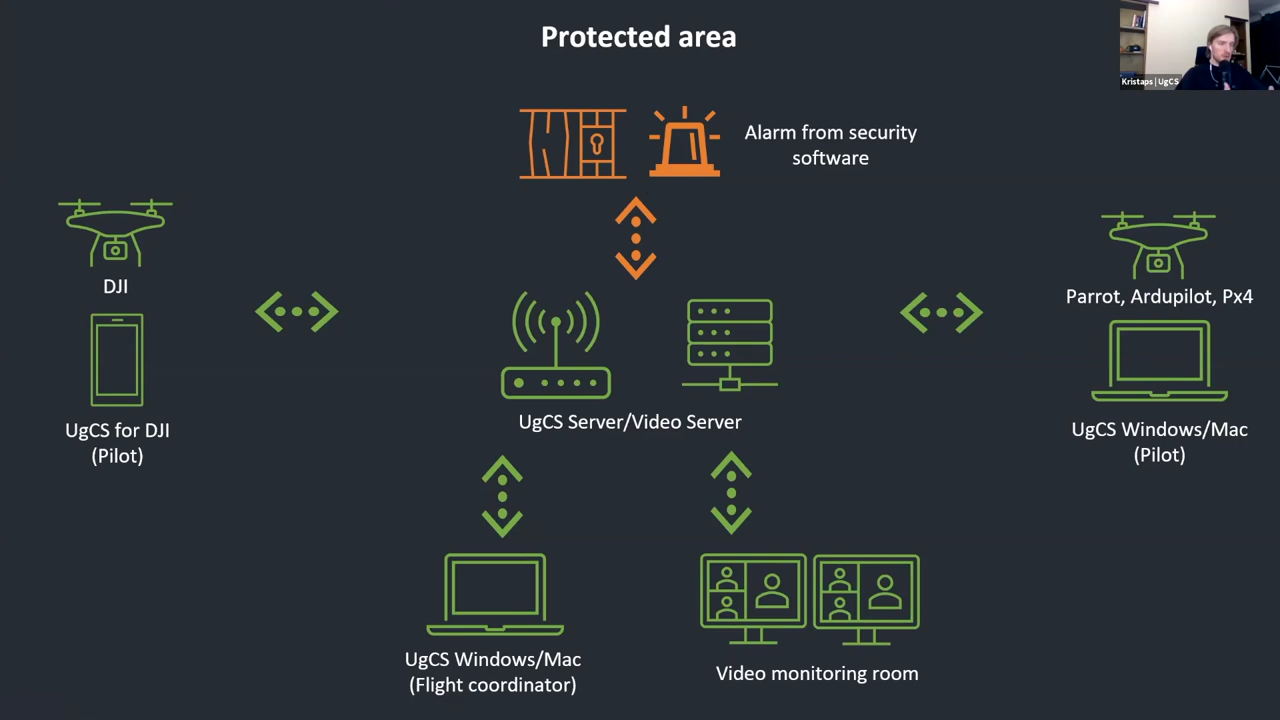 Protected area
Kristaps | UgCS
Alarm from security
software
DJI
UgCS for DJI
(Pilot)
UgCS Server/Video Server
Parrot, Ardupilot, Px4
UgCS Windows/Mac
(Pilot)
UgCS Windows/Mac
(Flight coordinator)
Video monitoring room